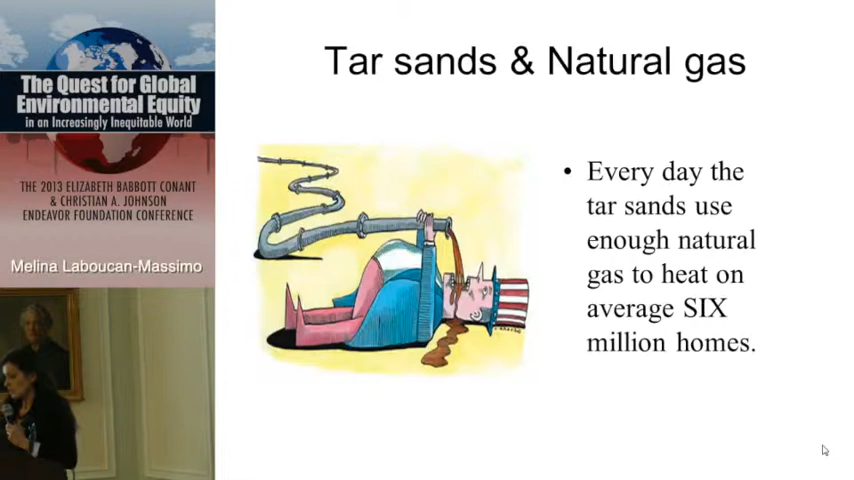 The Quest for Global
Environmental Equity
in an Increasingly Inequitable World
THE 2013 ELIZABETH BABBOTT CONANT
& CHRISTIAN A. JOHNSON
ENDEAVOR FOUNDATION CONFERENCE
Melina Laboucan-Massimo
Tar sands & Natural gas
• Every day the
tar sands use
enough natural
gas to heat on
average SIX
million homes.